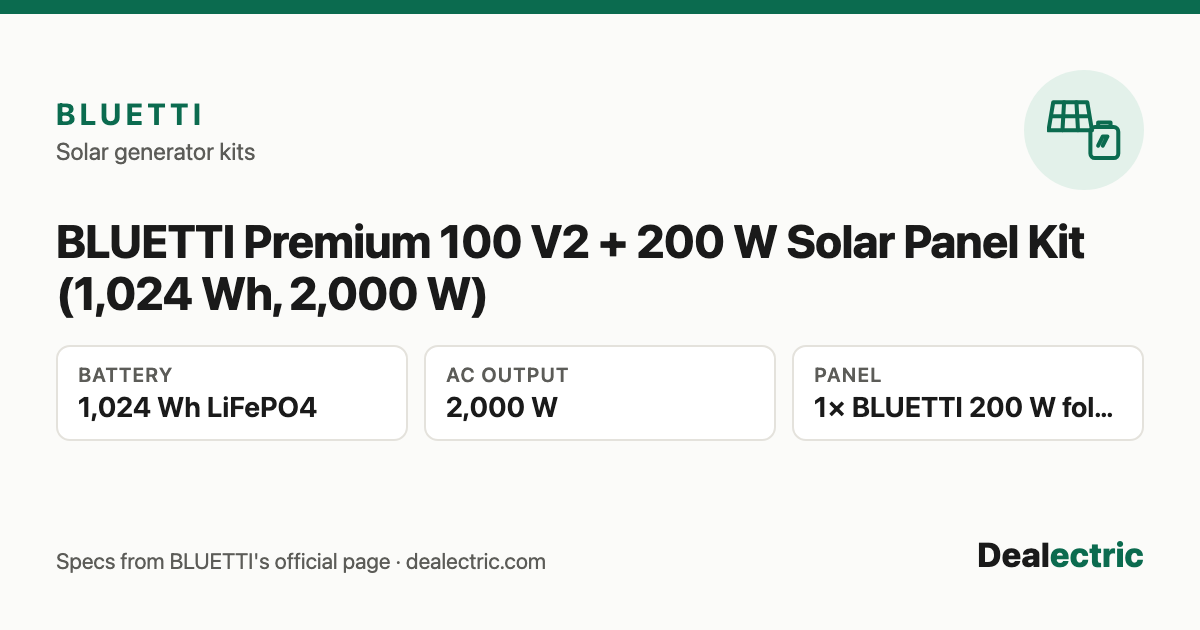 BLUETTI
Solar generator kits
BLUETTI Premium 100 V2 + 200 W Solar Panel Kit
(1,024 Wh, 2,000 W)
BATTERY
1,024 Wh LiFePO4
AC OUTPUT
2,000 W
PANEL
1× BLUETTI 200 W fol…
Specs from BLUETTI's official page · dealectric.com
Dealectric